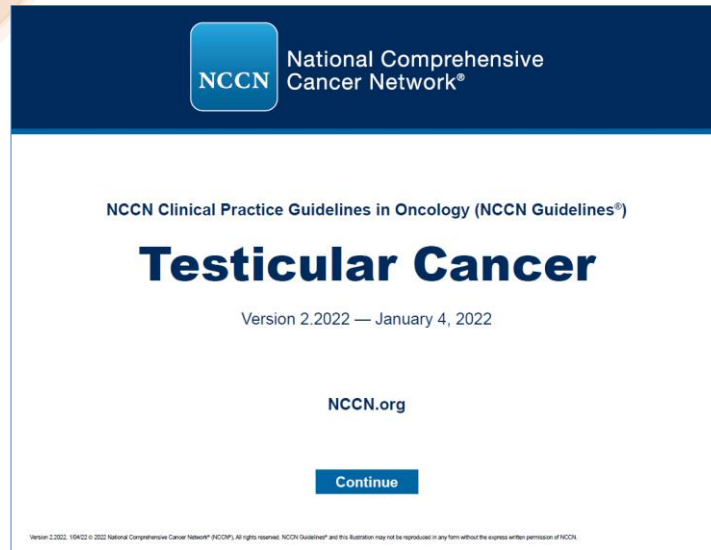 NCCN
National Comprehensive
Cancer Network®
NCCN Clinical Practice Guidelines in Oncology (NCCN Guidelines®)
Testicular Cancer
Version 2.2022 — January 4, 2022
NCCN.org
Continue
Version 2.2022, 1/04/22 © 2022 National Comprehensive Cancer Network® (NCCN®), All rights reserved. NCCN Guidelines® and this illustration may not be reproduced in any form without the express written permission of NCCN.